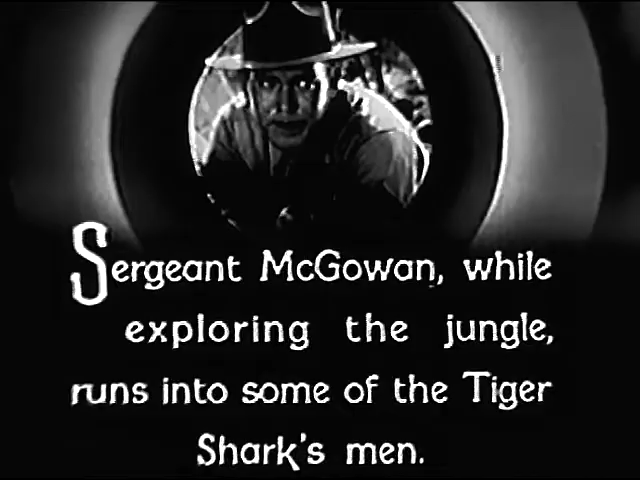 Sergeant McGowan, while
exploring the jungle,
runs into some of the Tiger
Shark's men.